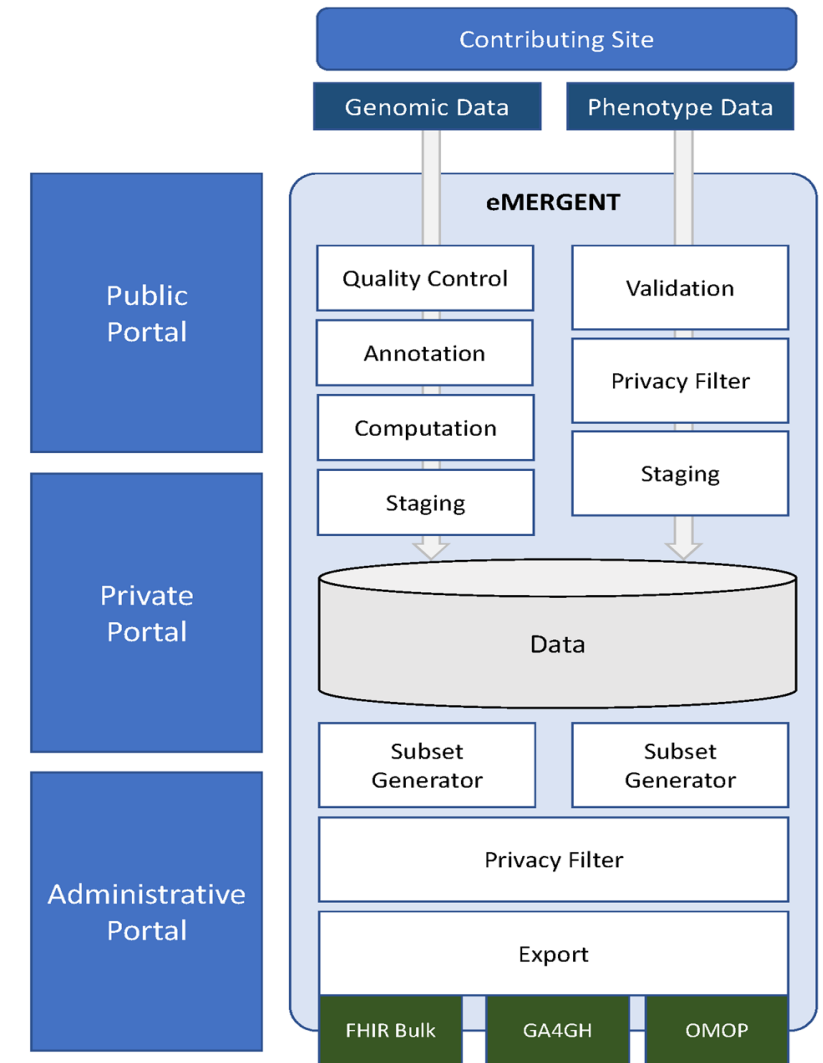 Contributing Site
Genomic Data
Phenotype Data
eMERGENT
Public
Portal
Quality Control
Annotation
Computation
Staging
Validation
Privacy Filter
Staging
Private
Portal
Data
Subset
Generator
Subset
Generator
Administrative
Portal
Privacy Filter
Export
FHIR Bulk
GA4GH
OMOP